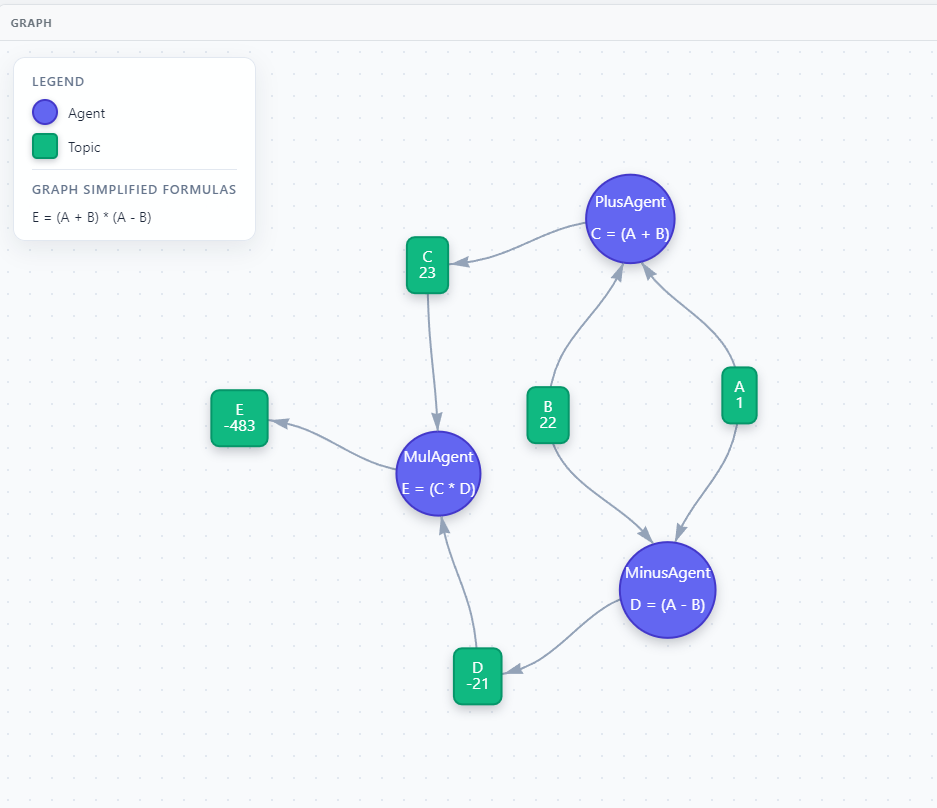 GRAPH
LEGEND
Agent
Topic
GRAPH SIMPLIFIED FORMULAS
E = (A + B) * (A - B)
PlusAgent
C = (A + B)
C
23
A
1
B
22
E
-483
MulAgent
E = (C * D)
MinusAgent
D = (A - B)
D
-21